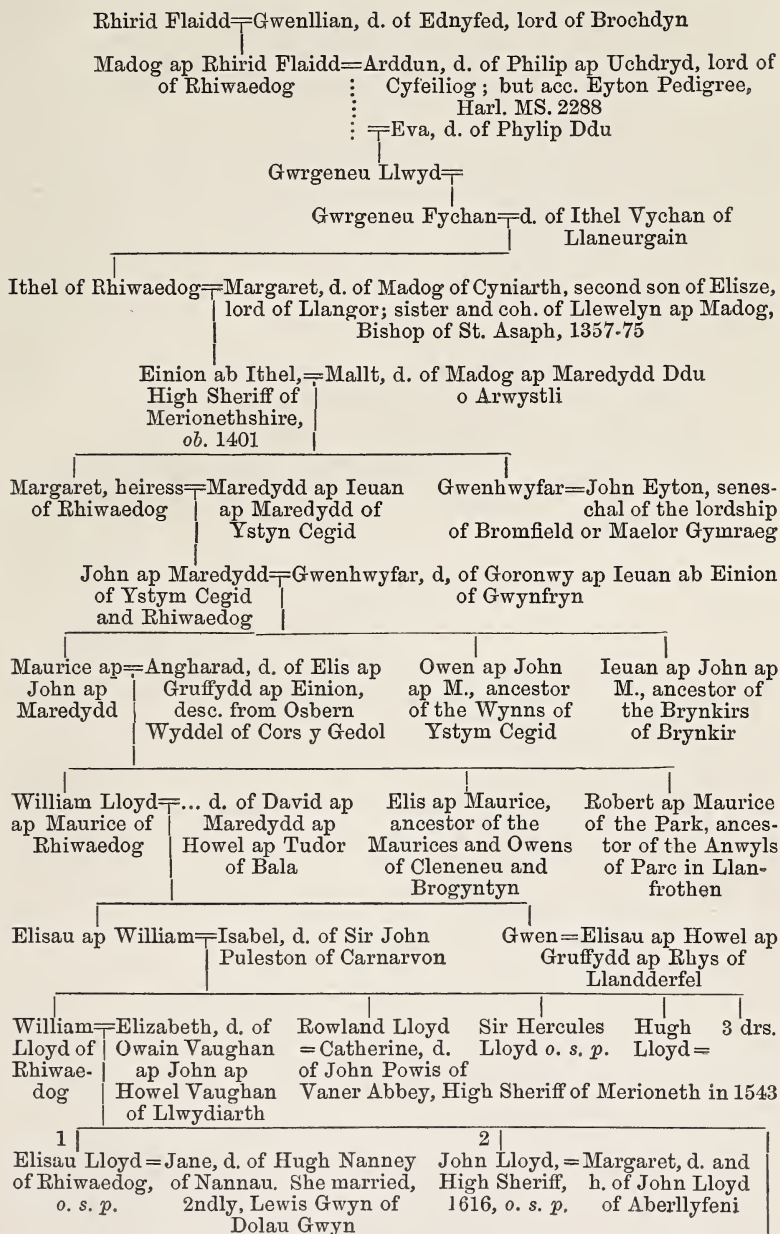 Rhirid Flaidd=Gwenllian, d. of Ednyfed, lord of Brochdyn
Madog ap Rhirid Flaidd=Arddun, d. of Philip ap Uchdryd, lord of
of Rhiwaedog Cyfeiliog; but acc. Eyton Pedigree,
Harl. MS. 2288
=Eva, d. of Phylip Ddu
Gwrgeneu Llwyd=
Gwrgeneu Fychan=d. of Ithel Vychan of
Llaneurgain
Ithel of Rhiwaedog=Margaret, d. of Madog of Cyniarth, second son of Elisze,
lord of Llangor; sister and coh. of Llewelyn ap Madog,
Bishop of St. Asaph, 1357-75
Einion ab Ithel,=Mallt, d. of Madog ap Maredydd Ddu
High Sheriff of o Arwystli
Merionethshire,
ob. 1401
Margaret, heiress=Maredydd ap Ieuan Gwenhwyfar=John Eyton, senes-
of Rhiwaedog ap Maredydd of chal of the lordship
Ystyn Cegid of Bromfield or Maelor Gymraeg
John ap Maredydd=Gwenhwyfar, d, of Goronwy ap Ieuan ab Einion
of Ystym Cegid of Gwynfryn
and Rhiwaedog
Maurice ap=Angharad, d. of Elis ap Owen ap John Ieuan ap John ap
John ap Gruffydd ap Einion, ap M., ancestor M., ancestor of
Maredydd desc. from Osbern of the Wynns of the Brynkirs
Wyddel of Cors y Gedol Ystym Cegid of Brynkir
William Lloyd=... d. of David ap Elis ap Maurice, Robert ap Maurice
ap Maurice of Maredydd ap ancestor of the of the Park, ances-
Rhiwaedog Howel ap Tudor Maurices and Owens tor of the Anwyls
of Bala of Cleneneu and of Parc in Llan-
Brogyntyn frothen
Elisau ap William=Isabel, d. of Sir John Gwen=Elisau ap Howel ap
Puleston of Carnarvon Gruffydd ap Rhys of
Llandderfel
William=Elizabeth, d. of Rowland Lloyd Sir Hercules Hugh 3 drs.
Lloyd of Owain Vaughan =Catherine, d. Lloyd o. s. p. Lloyd=
Rhiwae- ap John ap of John Powis of
dog Howel Vaughan Vaner Abbey, High Sheriff of Merioneth in 1543
of Llwydiarth
1 2
Elisau Lloyd=Jane, d. of Hugh Nanney John Lloyd,=Margaret, d. and
of Rhiwaedog, of Nannau. She married, High Sheriff, h. of John Lloyd
o. s. p. 2ndly, Lewis Gwyn of 1616, o. s. p. of Aberllyfeni
Dolau Gwyn